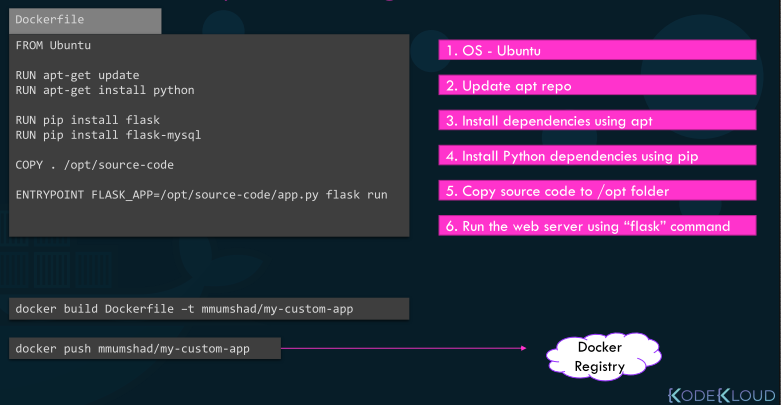 Dockerfile
FROM Ubuntu
RUN apt-get update
RUN apt-get install python
RUN pip install flask
RUN pip install flask-mysql
COPY . /opt/source-code
ENTRYPOINT FLASK_APP=/opt/source-code/app.py flask run
1. OS - Ubuntu
2. Update apt repo
3. Install dependencies using apt
4. Install Python dependencies using pip
5. Copy source code to /opt folder
6. Run the web server using “flask” command
docker build Dockerfile –t mmumshad/my-custom-app
docker push mmumshad/my-custom-app
Docker
Registry
KODEKLOUD